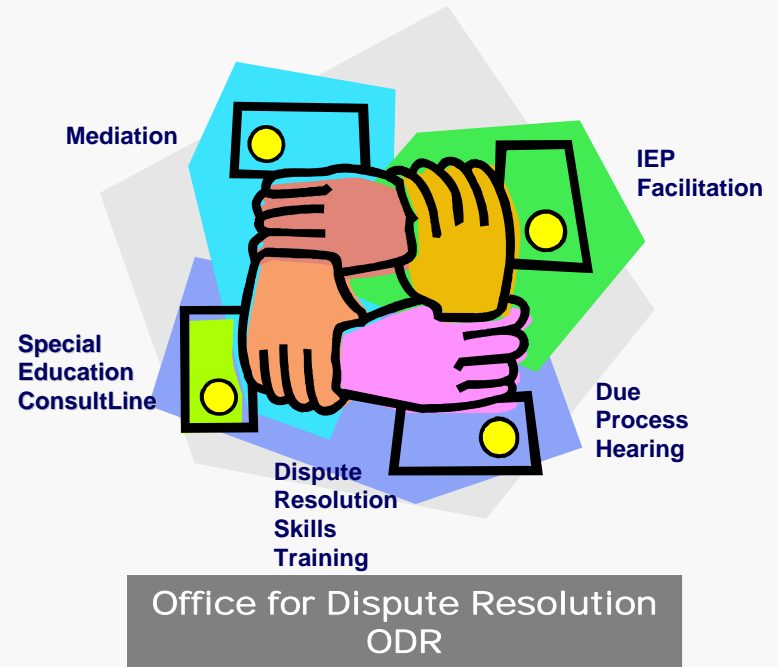 Mediation
IEP
Facilitation
Special
Education
ConsultLine
Due
Process
Hearing
Dispute
Resolution
Skills
Training
Office for Dispute Resolution
ODR